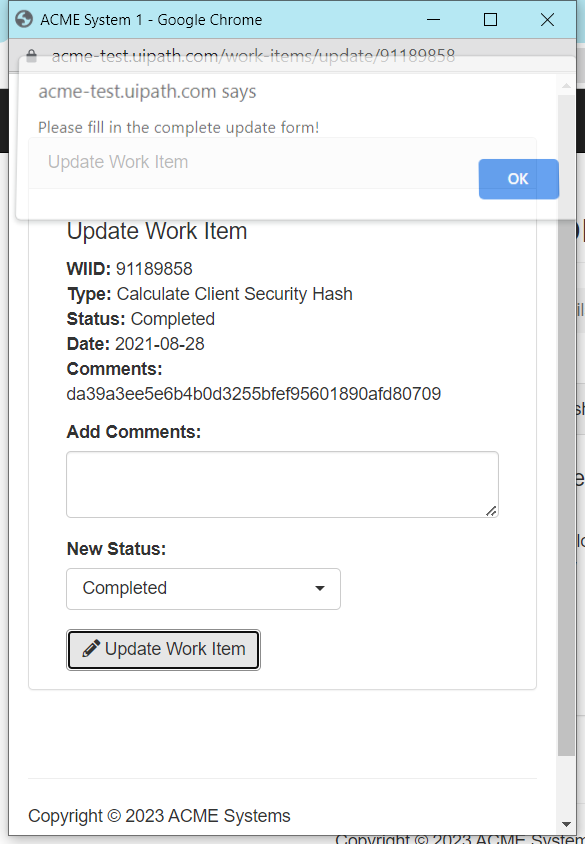 ACME System 1 - Google Chrome
acme-test.uipath.com/work-items/update/91189858
acme-test.uipath.com says
Please fill in the complete update form!
Update Work Item
OK
Update Work Item
WIID: 91189858
Type: Calculate Client Security Hash
Status: Completed
Date: 2021-08-28
Comments:
da39a3ee5e6b4b0d3255bfef95601890afd80709
Add Comments:
New Status:
Completed
Update Work Item
Copyright © 2023 ACME Systems
Copyright © 2023 ACME Systems